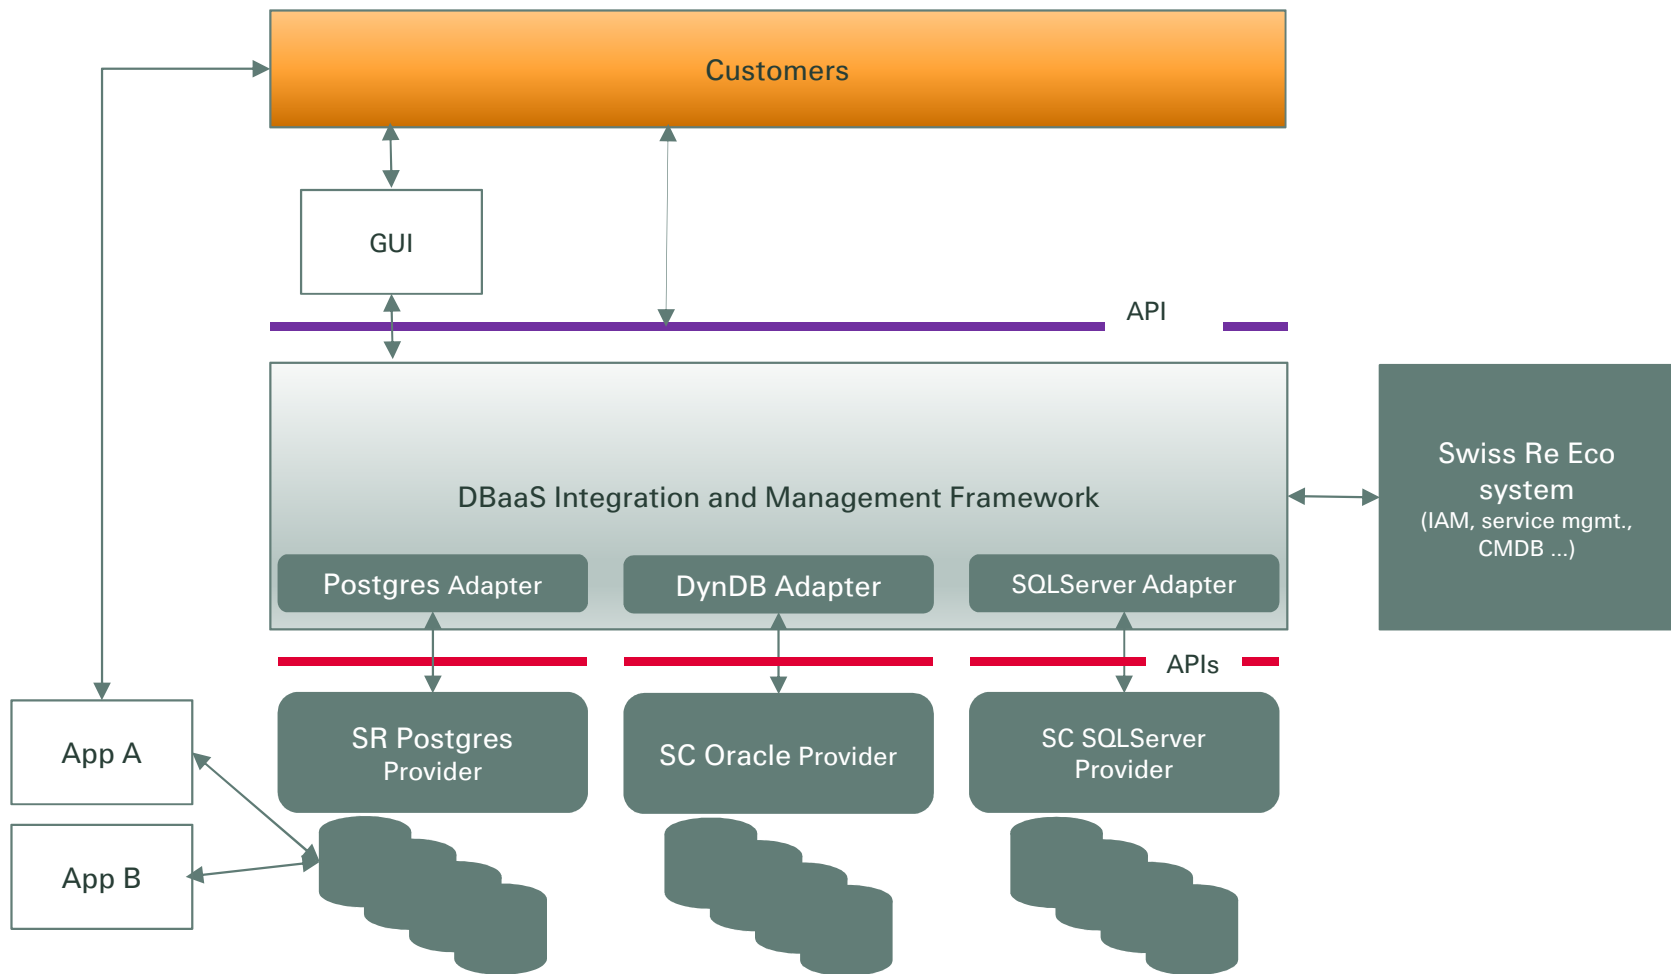 Customers
GUI
API
DBaaS Integration and Management Framework
Swiss Re Eco
system
(IAM, service mgmt.,
CMDB ...)
Postgres Adapter
DynDB Adapter
SQLServer Adapter
APIs
App A
SR Postgres
Provider
SC Oracle Provider
SC SQLServer
Provider
App B